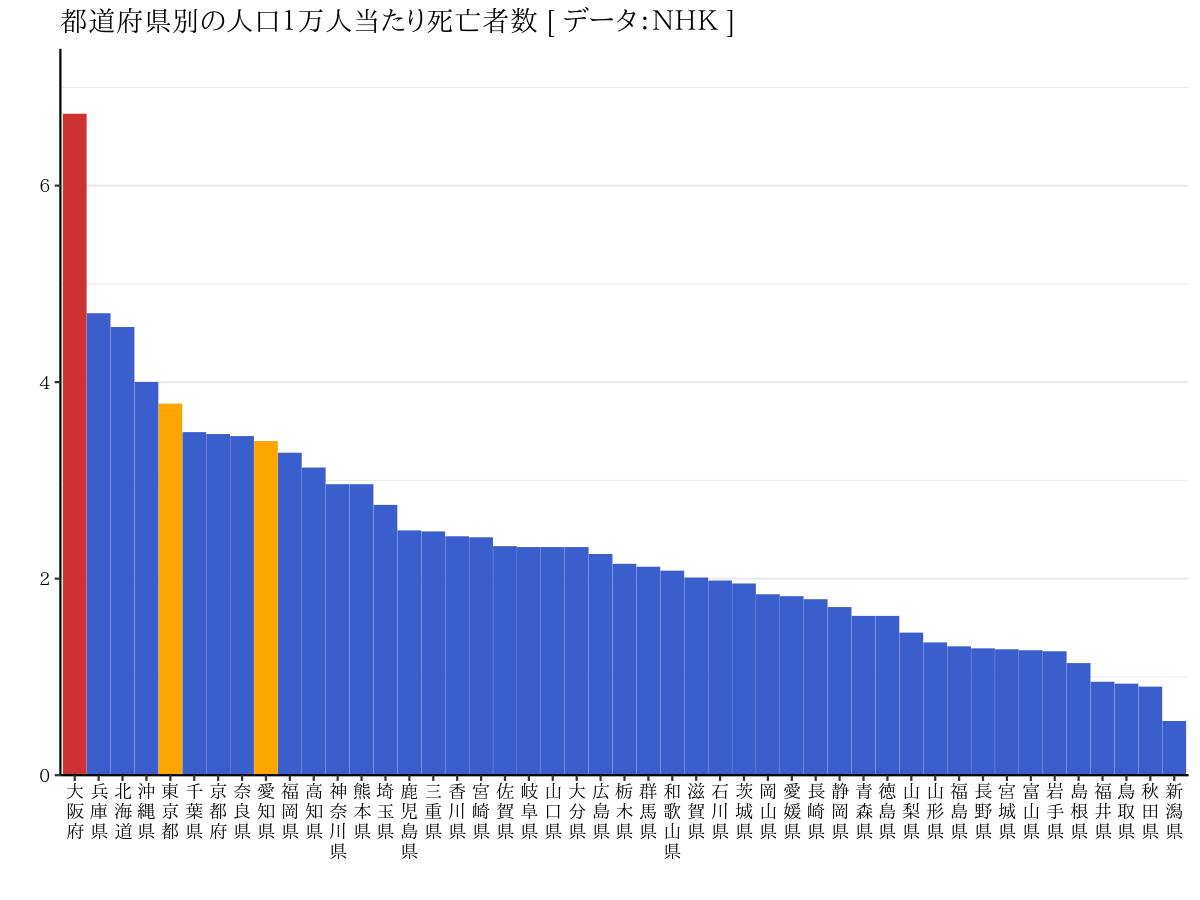 都道府県別の人口1万人当たり死亡者数 [ データ：NHK ]
6
4
2
0
大阪府
兵庫県
北海道
沖縄県
東京都
千葉県
京都府
奈良県
愛知県
福岡県
高知県
神奈川県
熊本県
埼玉県
鹿児島県
三重県
香川県
宮崎県
佐賀県
岐阜県
山口県
大分県
広島県
栃木県
群馬県
和歌山県
滋賀県
石川県
茨城県
岡山県
愛媛県
長崎県
静岡県
青森県
徳島県
山梨県
山形県
福島県
長野県
宮城県
富山県
岩手県
島根県
福井県
鳥取県
秋田県
新潟県